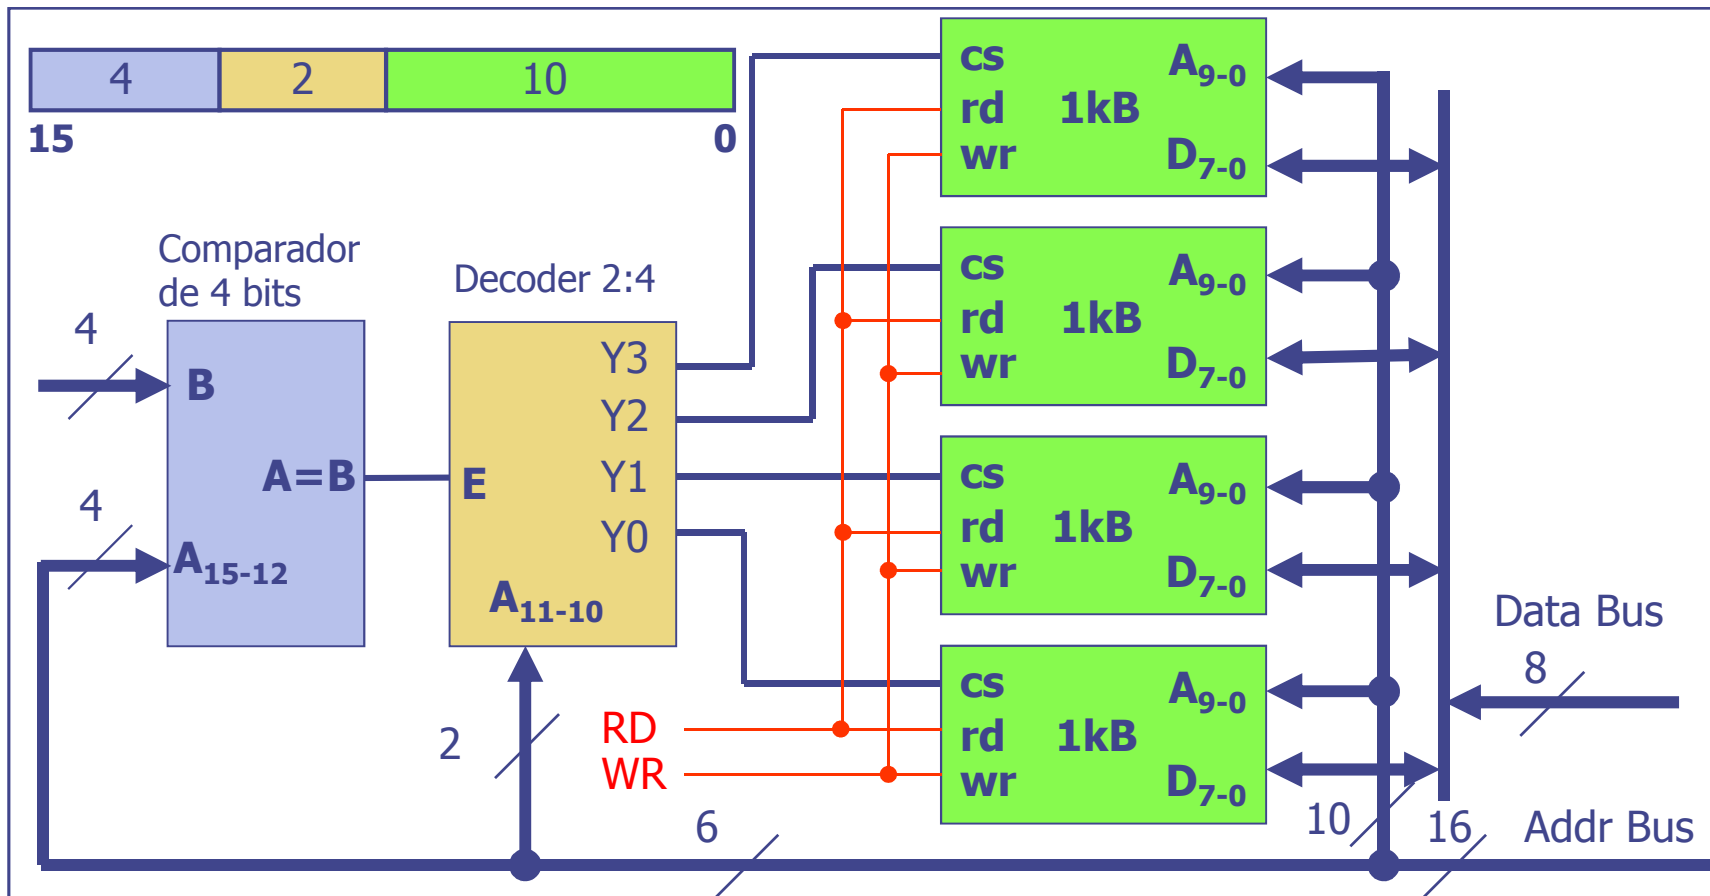 4 2 10
15 0
Comparador
de 4 bits
Decoder 2:4
4
B
A=B
4
A15-12
E
Y3
Y2
Y1
Y0
A11-10
2
RD
WR
6
cs A9-0
rd 1kB
wr D7-0
cs A9-0
rd 1kB
wr D7-0
cs A9-0
rd 1kB
wr D7-0
cs A9-0
rd 1kB
wr D7-0
Data Bus
8
10 16 Addr Bus